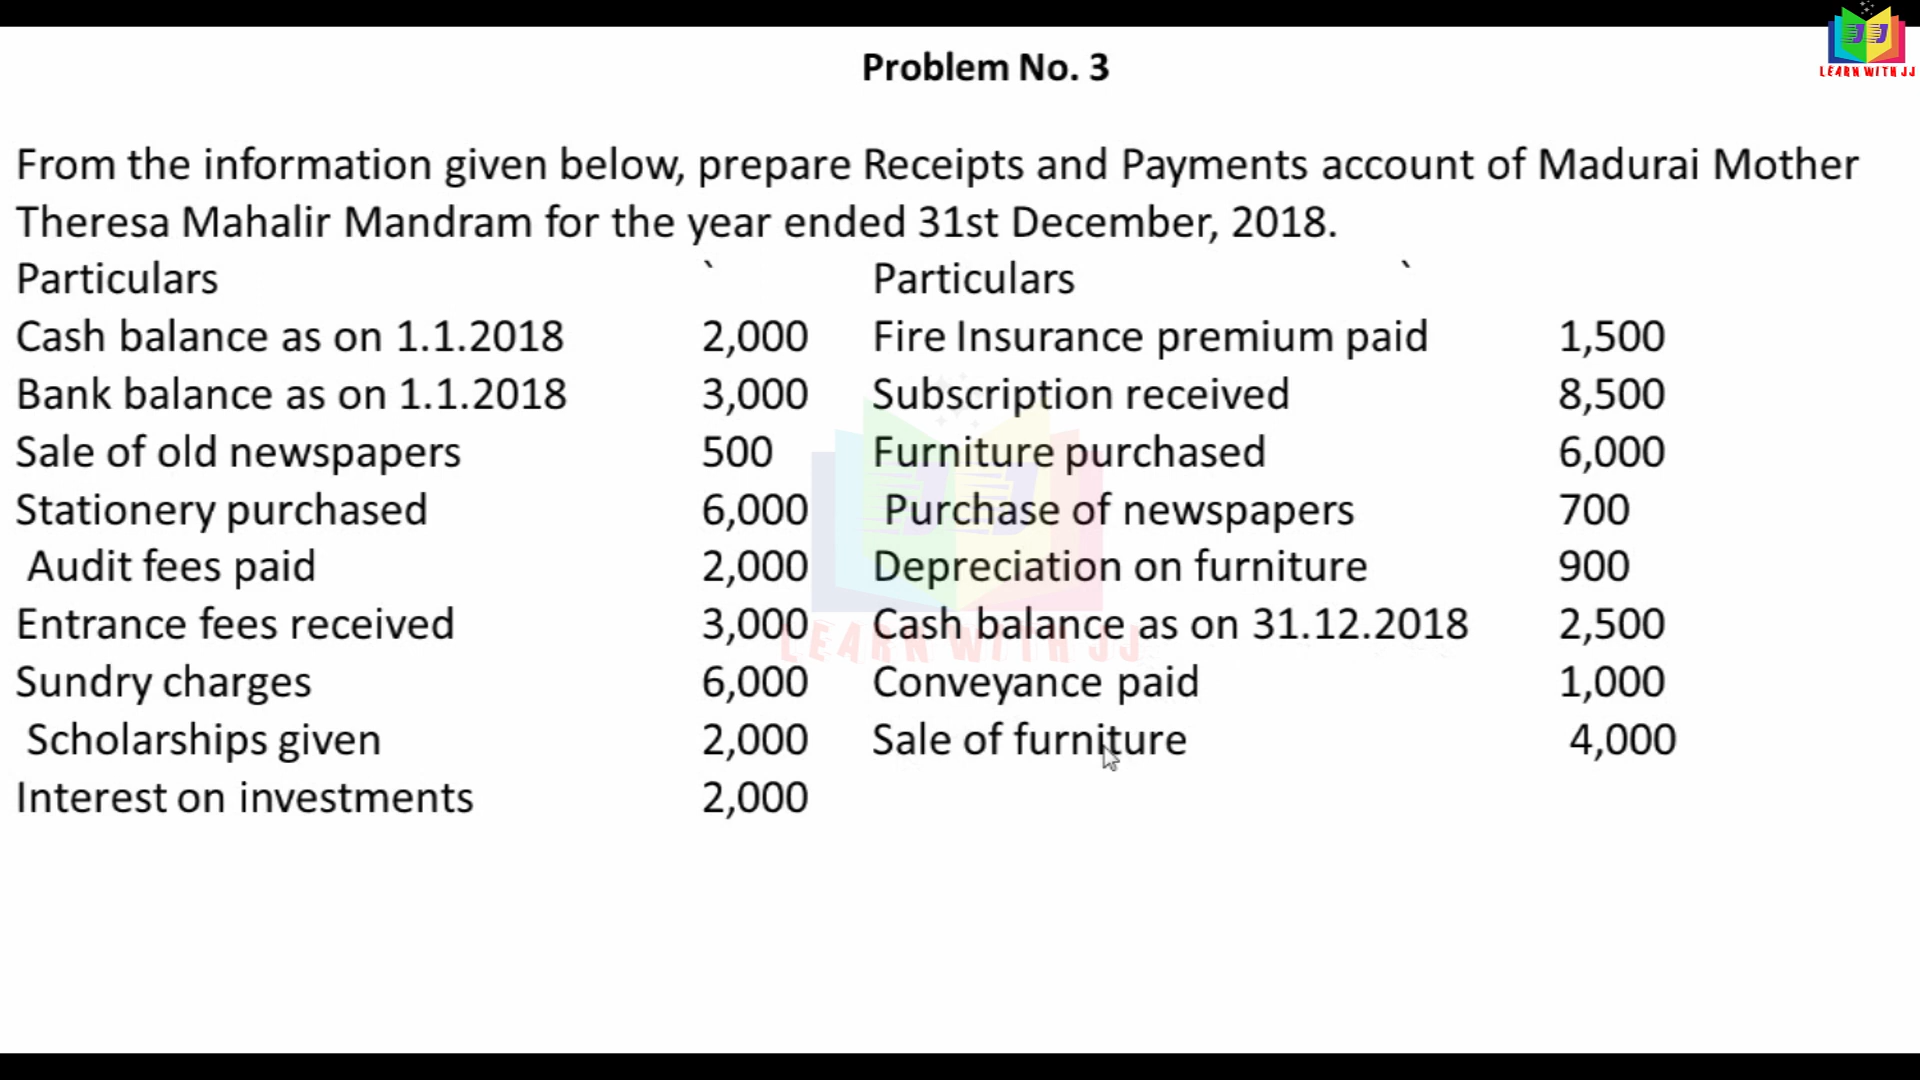 LEARN WITH JJ
Problem No. 3
From the information given below, prepare Receipts and Payments account of Madurai Mother
Theresa Mahalir Mandram for the year ended 31st December, 2018.
Particulars ` Particulars `
Cash balance as on 1.1.2018 2,000 Fire Insurance premium paid 1,500
Bank balance as on 1.1.2018 3,000 Subscription received 8,500
Sale of old newspapers 500 Furniture purchased 6,000
Stationery purchased 6,000 Purchase of newspapers 700
Audit fees paid 2,000 Depreciation on furniture 900
Entrance fees received 3,000 Cash balance as on 31.12.2018 2,500
Sundry charges 6,000 Conveyance paid 1,000
Scholarships given 2,000 Sale of furniture 4,000
Interest on investments 2,000
JJ
LEARN WITH JJ